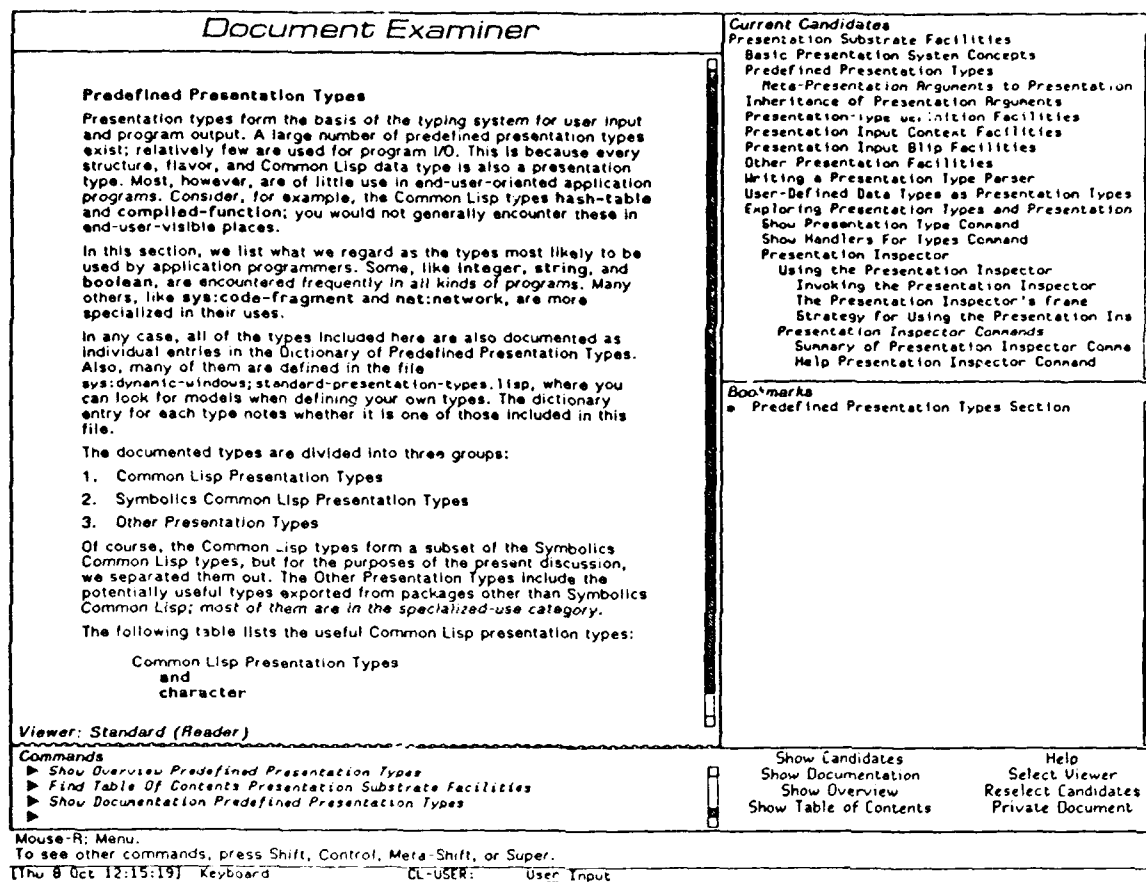 Document Examiner
Predefined Presentation Types
Presentation types form the basis of the typing system for user input
and program output. A large number of predefined presentation types
exist; relatively few are used for program I/O. This is because every
structure, flavor, and Common Lisp data type is also a presentation
type. Most, however, are of little use in end-user-oriented application
programs. Consider, for example, the Common Lisp types hash-table
and compiled-function; you would not generally encounter these in
end-user-visible places.
In this section, we list what we regard as the types most likely to be
used by application programmers. Some, like integer, string, and
boolean, are encountered frequently in all kinds of programs. Many
others, like sys:code-fragment and net:network, are more
specialized in their uses.
In any case, all of the types included here are also documented as
individual entries in the Dictionary of Predefined Presentation Types.
Also, many of them are defined in the file
sys:dynamic-windows;standard-presentation-types.lisp, where you
can look for models when defining your own types. The dictionary
entry for each type notes whether it is one of those included in this
file.
The documented types are divided into three groups:
1. Common Lisp Presentation Types
2. Symbolics Common Lisp Presentation Types
3. Other Presentation Types
Of course, the Common Lisp types form a subset of the Symbolics
Common Lisp types, but for the purposes of the present discussion,
we separated them out. The Other Presentation Types include the
potentially useful types exported from packages other than Symbolics
Common Lisp; most of them are in the specialized-use category.
The following table lists the useful Common Lisp presentation types:
Common Lisp Presentation Types
and
character
Viewer: Standard (Reader)
Current Candidates
Presentation Substrate Facilities
Basic Presentation System Concepts
Predefined Presentation Types
Meta-Presentation Arguments to Presentation
Inheritance of Presentation Arguments
Presentation-Type Definition Facilities
Presentation Input Context Facilities
Presentation Input Blip Facilities
Other Presentation Facilities
Writing a Presentation Type Parser
User-Defined Data Types as Presentation Types
Exploring Presentation Types and Presentation
Show Presentation Type Command
Show Handlers For Types Command
Presentation Inspector
Using the Presentation Inspector
Invoking the Presentation Inspector
The Presentation Inspector's frame
Strategy for Using the Presentation Ins
Presentation Inspector Commands
Summary of Presentation Inspector Comma
Help Presentation Inspector Command
Bookmarks
• Predefined Presentation Types Section
Commands
► Show Overview Predefined Presentation Types
► Find Table Of Contents Presentation Substrate Facilities
► Show Documentation Predefined Presentation Types
►
Show Candidates Help
Show Documentation Select Viewer
Show Overview Reselect Candidates
Show Table of Contents Private Document
Mouse-R: Menu.
To see other commands, press Shift, Control, Meta-Shift, or Super.
[Thu 8 Oct 12:15:19] Keyboard CL-USER: User Input